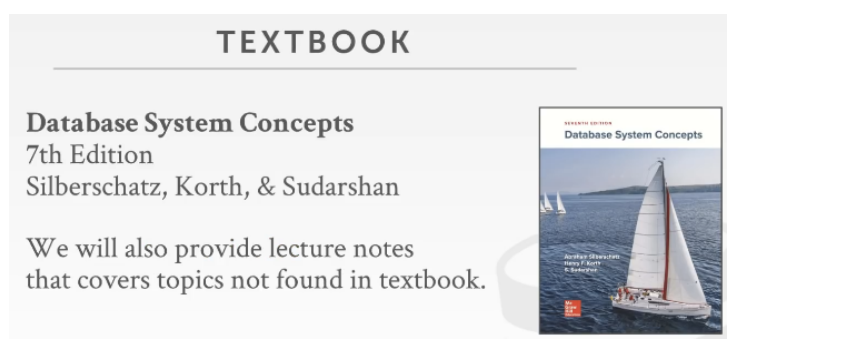 TEXTBOOK
Database System Concepts
7th Edition
Silberschatz, Korth, & Sudarshan
We will also provide lecture notes
that covers topics not found in textbook.
SEVENTH EDITION
Database System Concepts
Abraham Silberschatz
Henry F. Korth
S. Sudarshan
Mc
Graw
Hill